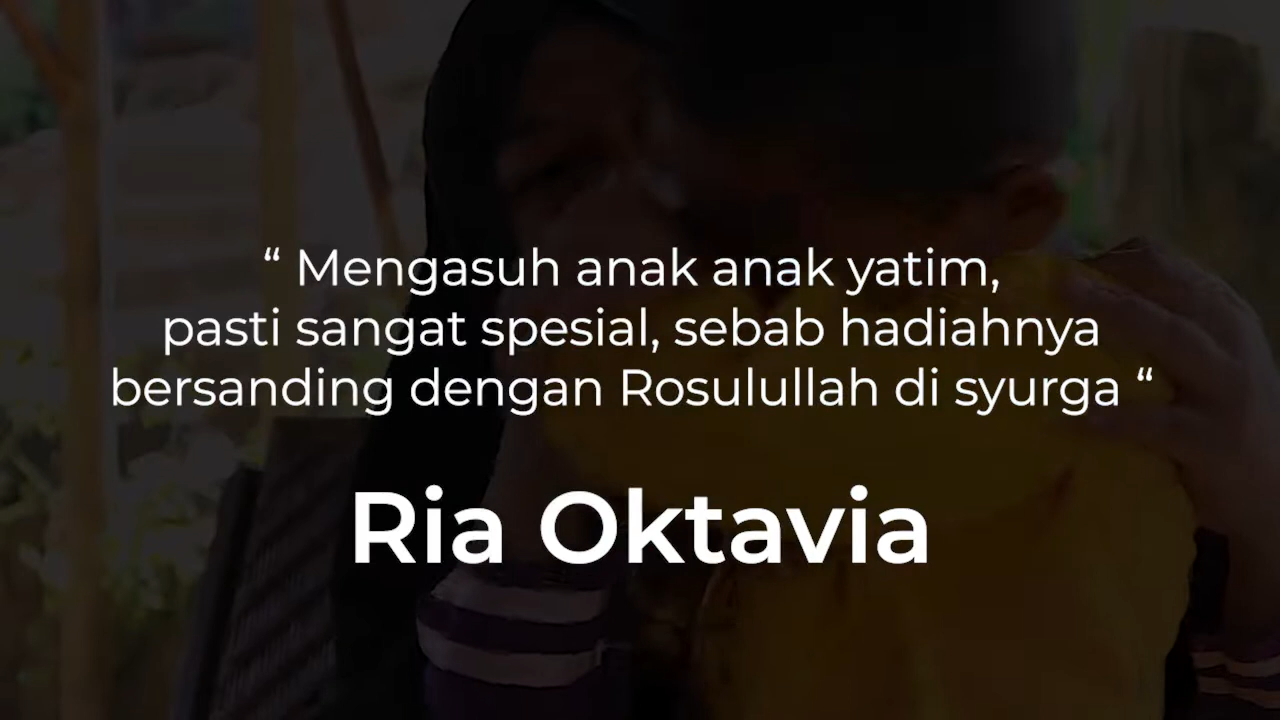 “ Mengasuh anak anak yatim,
pasti sangat spesial, sebab hadiahnya
bersanding dengan Rosulullah di syurga “
Ria Oktavia